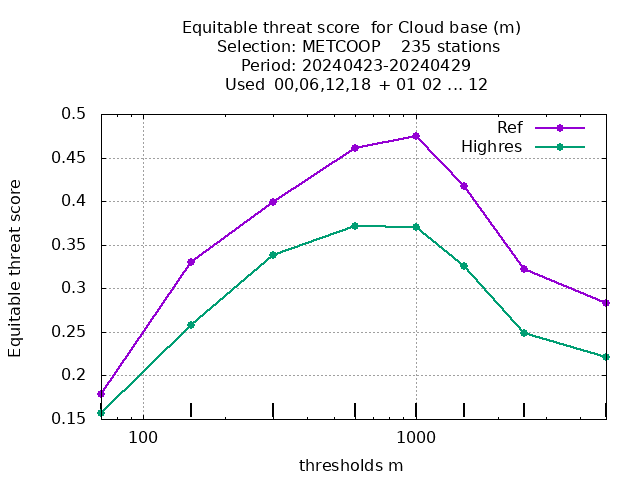 Equitable threat score  for Cloud base (m)
Selection: METCOOP    235 stations
Period: 20240423-20240429
Used  00,06,12,18 + 01 02 ... 12
Equitable threat score
0.5
0.45
0.4
0.35
0.3
0.25
0.2
0.15
Ref
Highres
100
1000
thresholds m